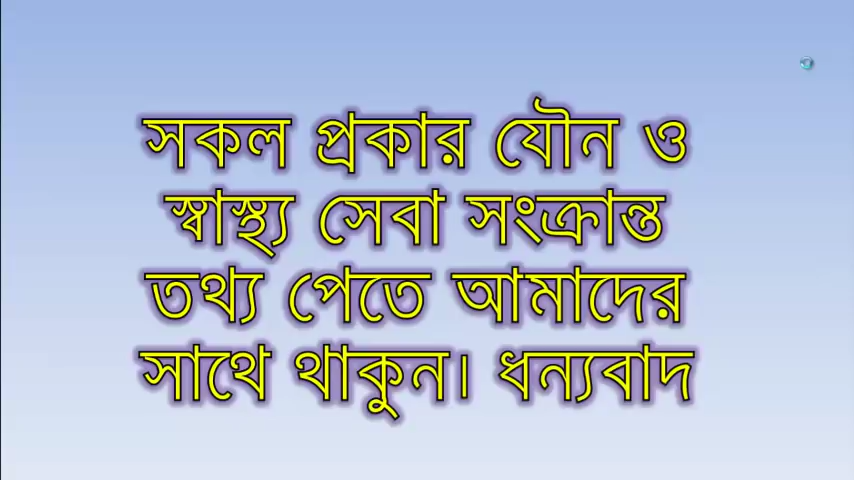 সকল প্রকার যৌন ও
স্বাস্থ্য সেবা সংক্রান্ত
তথ্য পেতে আমাদের
সাথে থাকুন। ধন্যবাদ